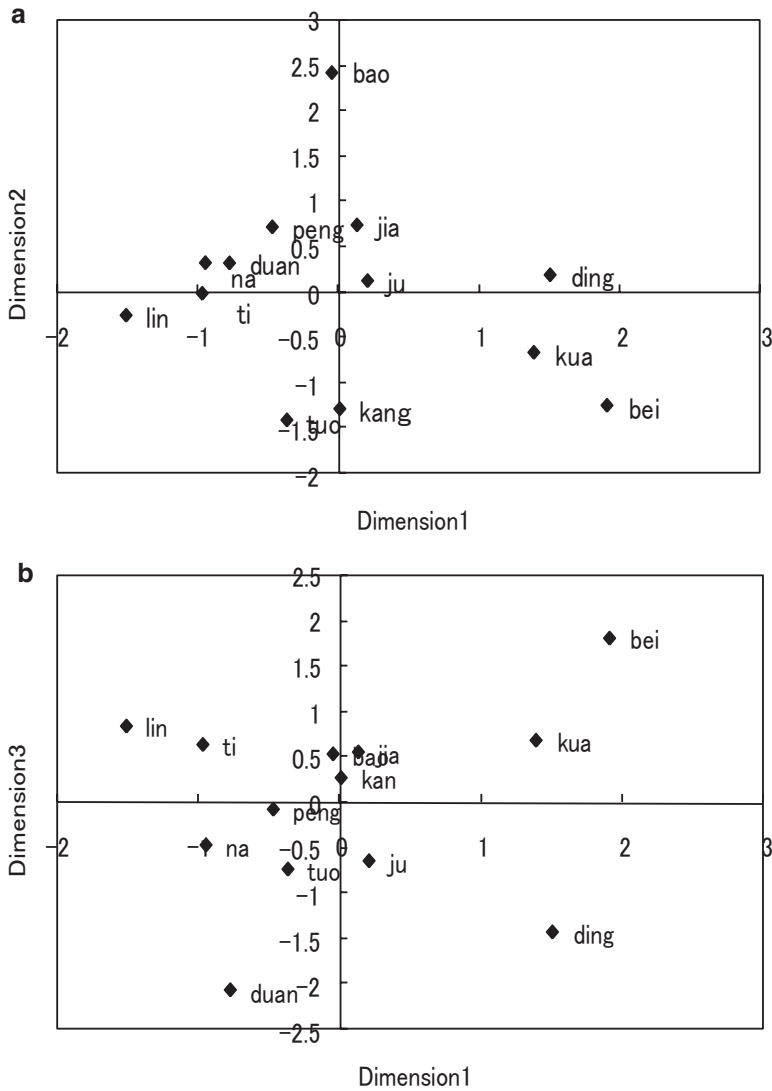 a
3
2.5
bao
2
1.5
1
peng
jia
0.5
duan
na
ju
ding
0
lin
ti
-2
-1
0
1
2
3
-0.5
kua
-1
kang
bei
tuo
-1.5
-2
Dimension2
Dimension1
b
2.5
2
bei
1.5
1
lin
ti
kua
0.5
bao
jia
kan
0
peng
-2
-1
0
1
2
3
na
-0.5
tuo
ju
-1
-1.5
ding
duan
-2
-2.5
Dimension3
Dimension1